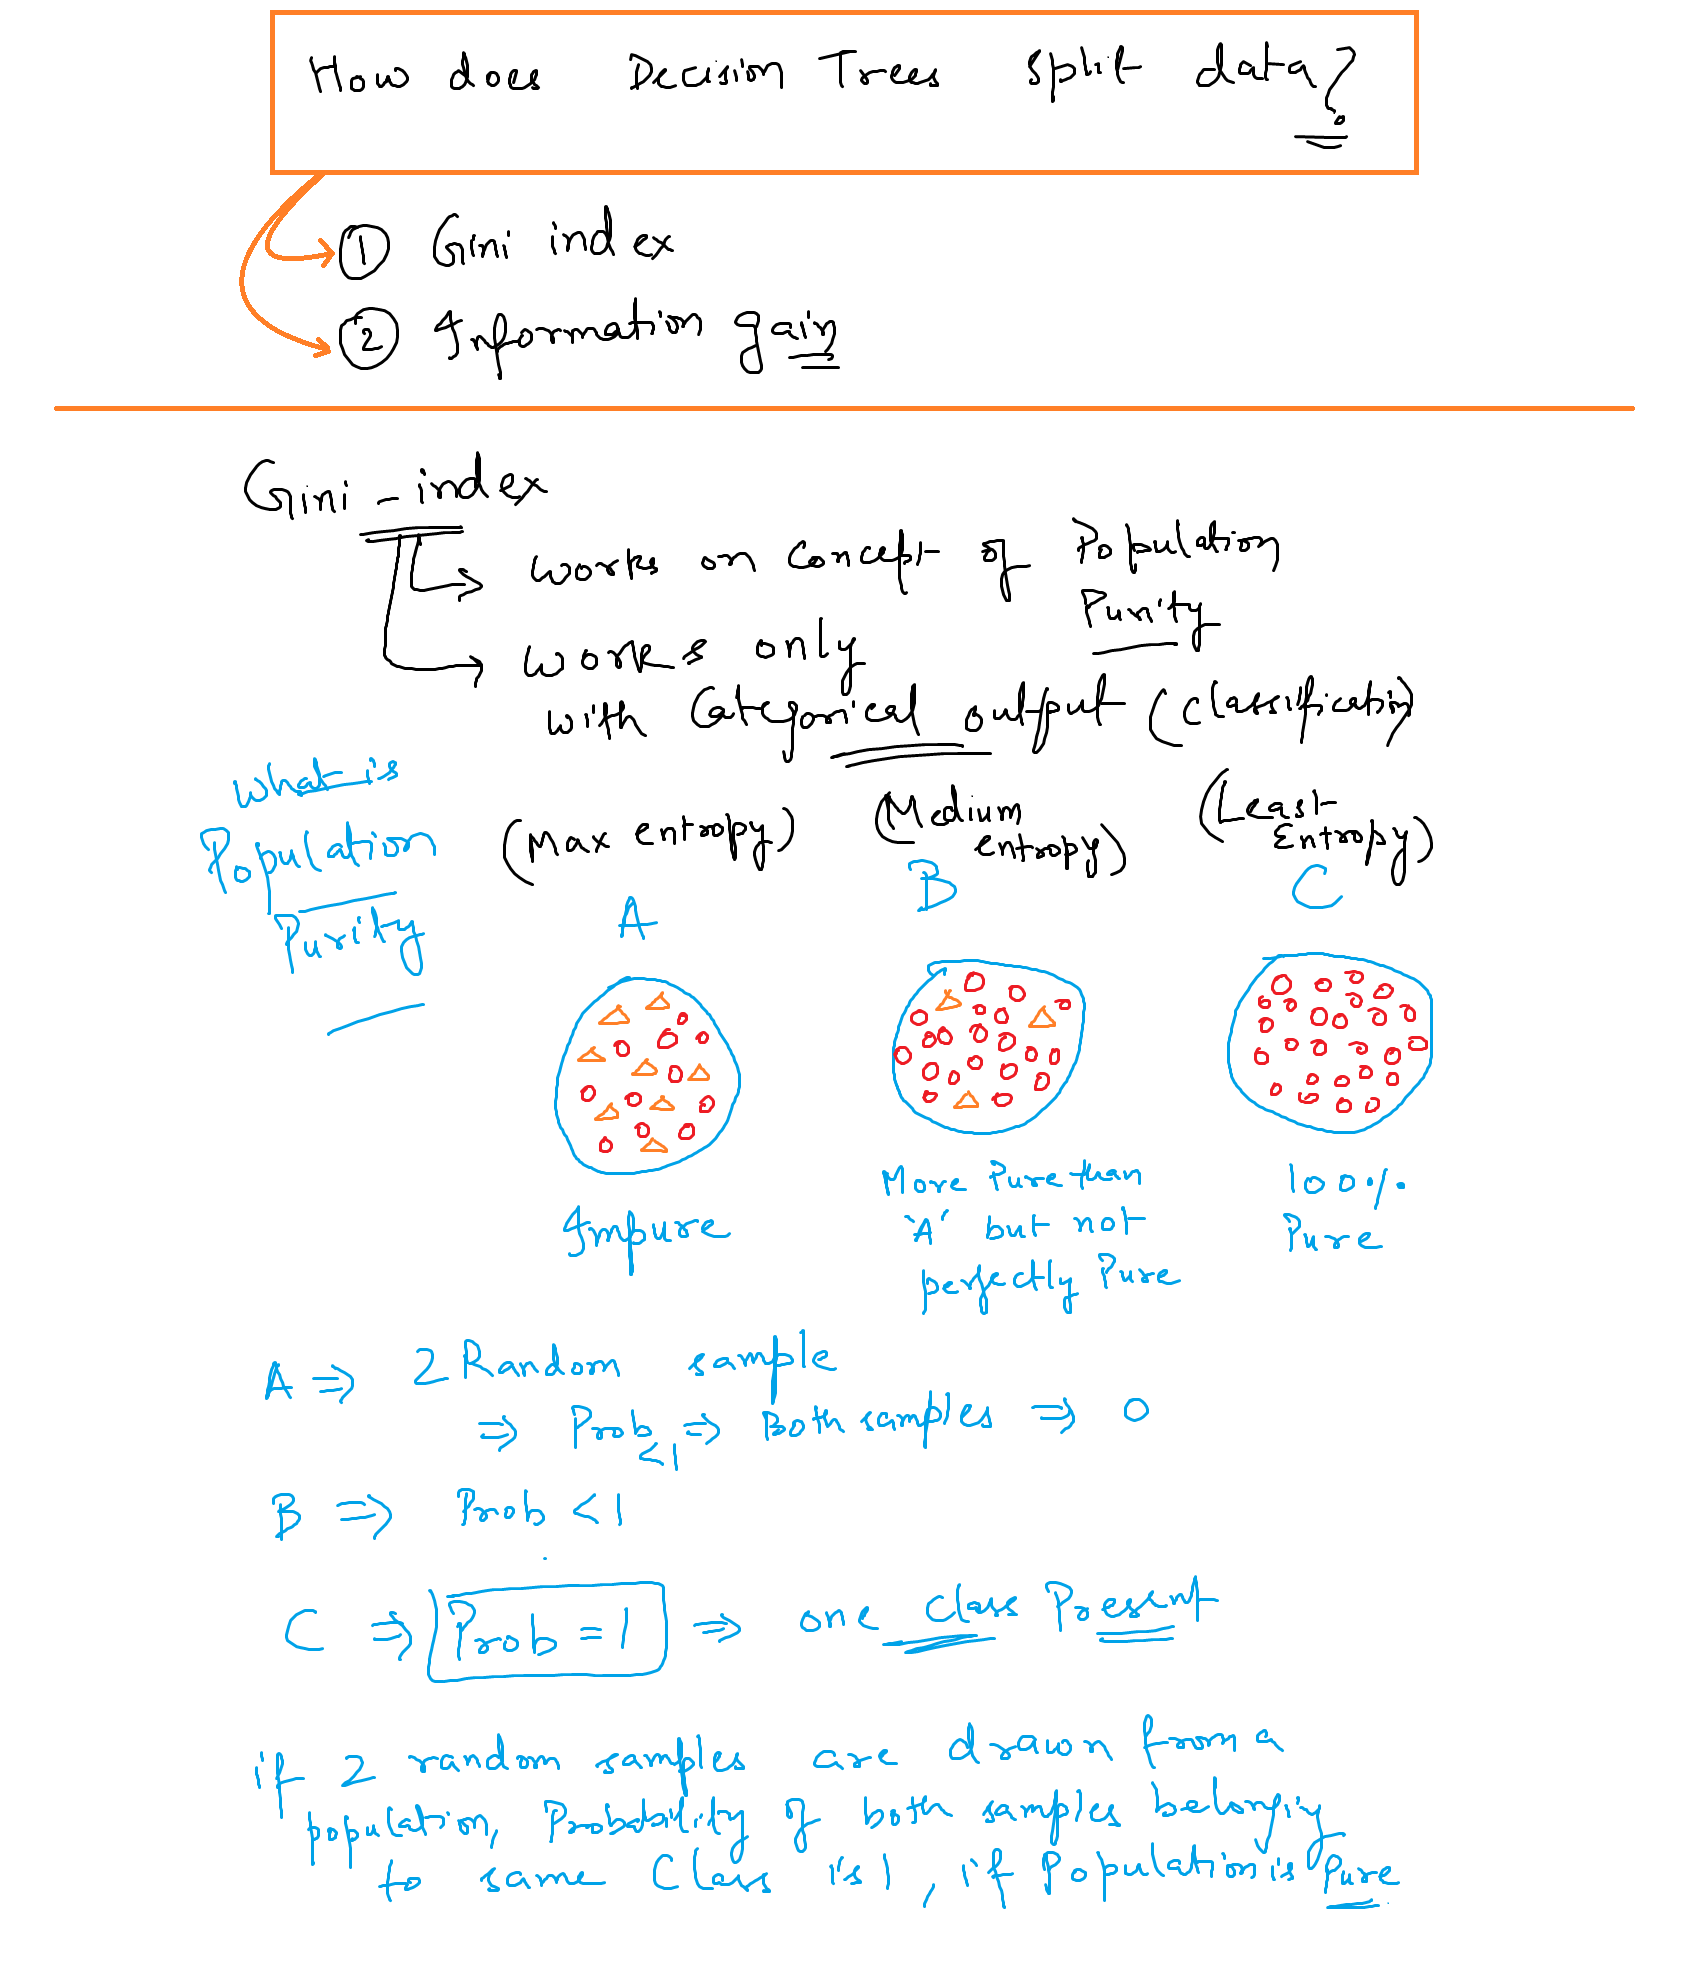 How does Decision Trees split data?
1 Gini index
2 Information gain
Gini - index
works on concept of Population
Purity
works only
with Categorical output (classification)
What is
Population
Purity
(Max entropy)
(Medium
entropy)
(Least
Entropy)
A
B
C
Impure
More Pure than
'A' but not
perfectly Pure
100%
Pure
A ⇒ 2 Random sample
⇒ Prob <1 ⇒ Both samples ⇒ O
B ⇒ Prob <1
C ⇒ Prob = 1 ⇒ one class Present
if 2 random samples are drawn from a
population, Probability of both samples belonging
to same Class is 1, if Population is Pure